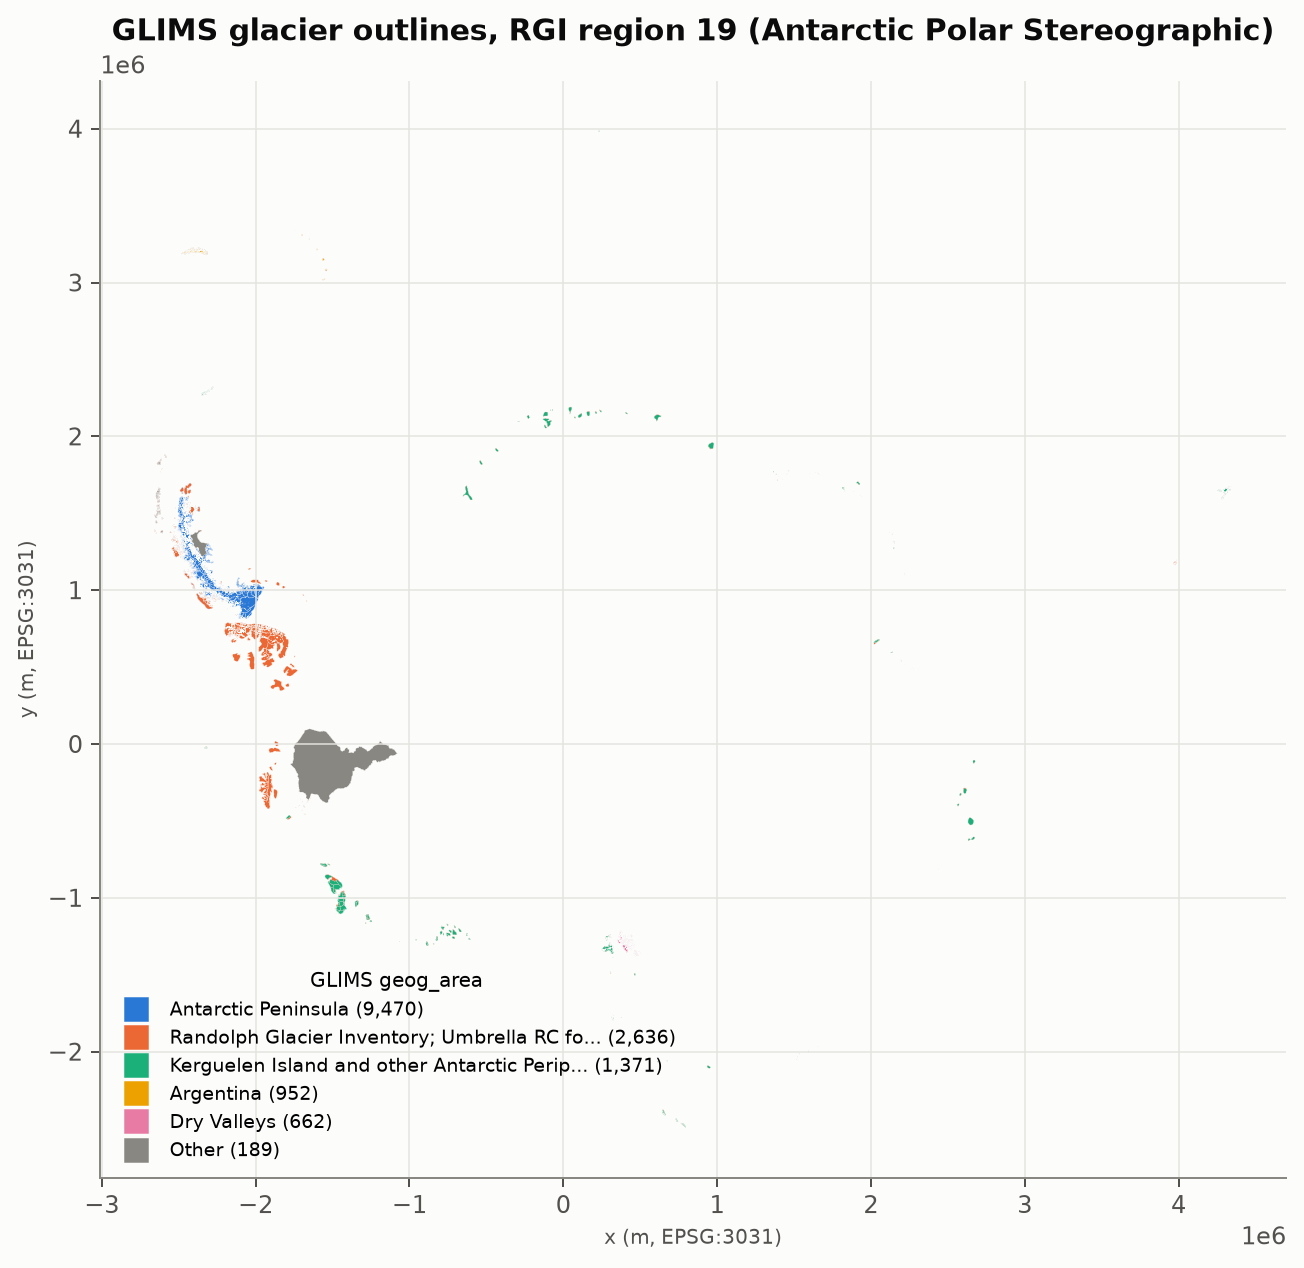 GLIMS glacier outlines, RGI region 19 (Antarctic Polar Stereographic)
1e6
4
3
2
1
0
−1
−2
y (m, EPSG:3031)
GLIMS geog_area
Antarctic Peninsula (9,470)
Randolph Glacier Inventory; Umbrella RC fo... (2,636)
Kerguelen Island and other Antarctic Perip... (1,371)
Argentina (952)
Dry Valleys (662)
Other (189)
−3 −2 −1 0 1 2 3 4
x (m, EPSG:3031)
1e6